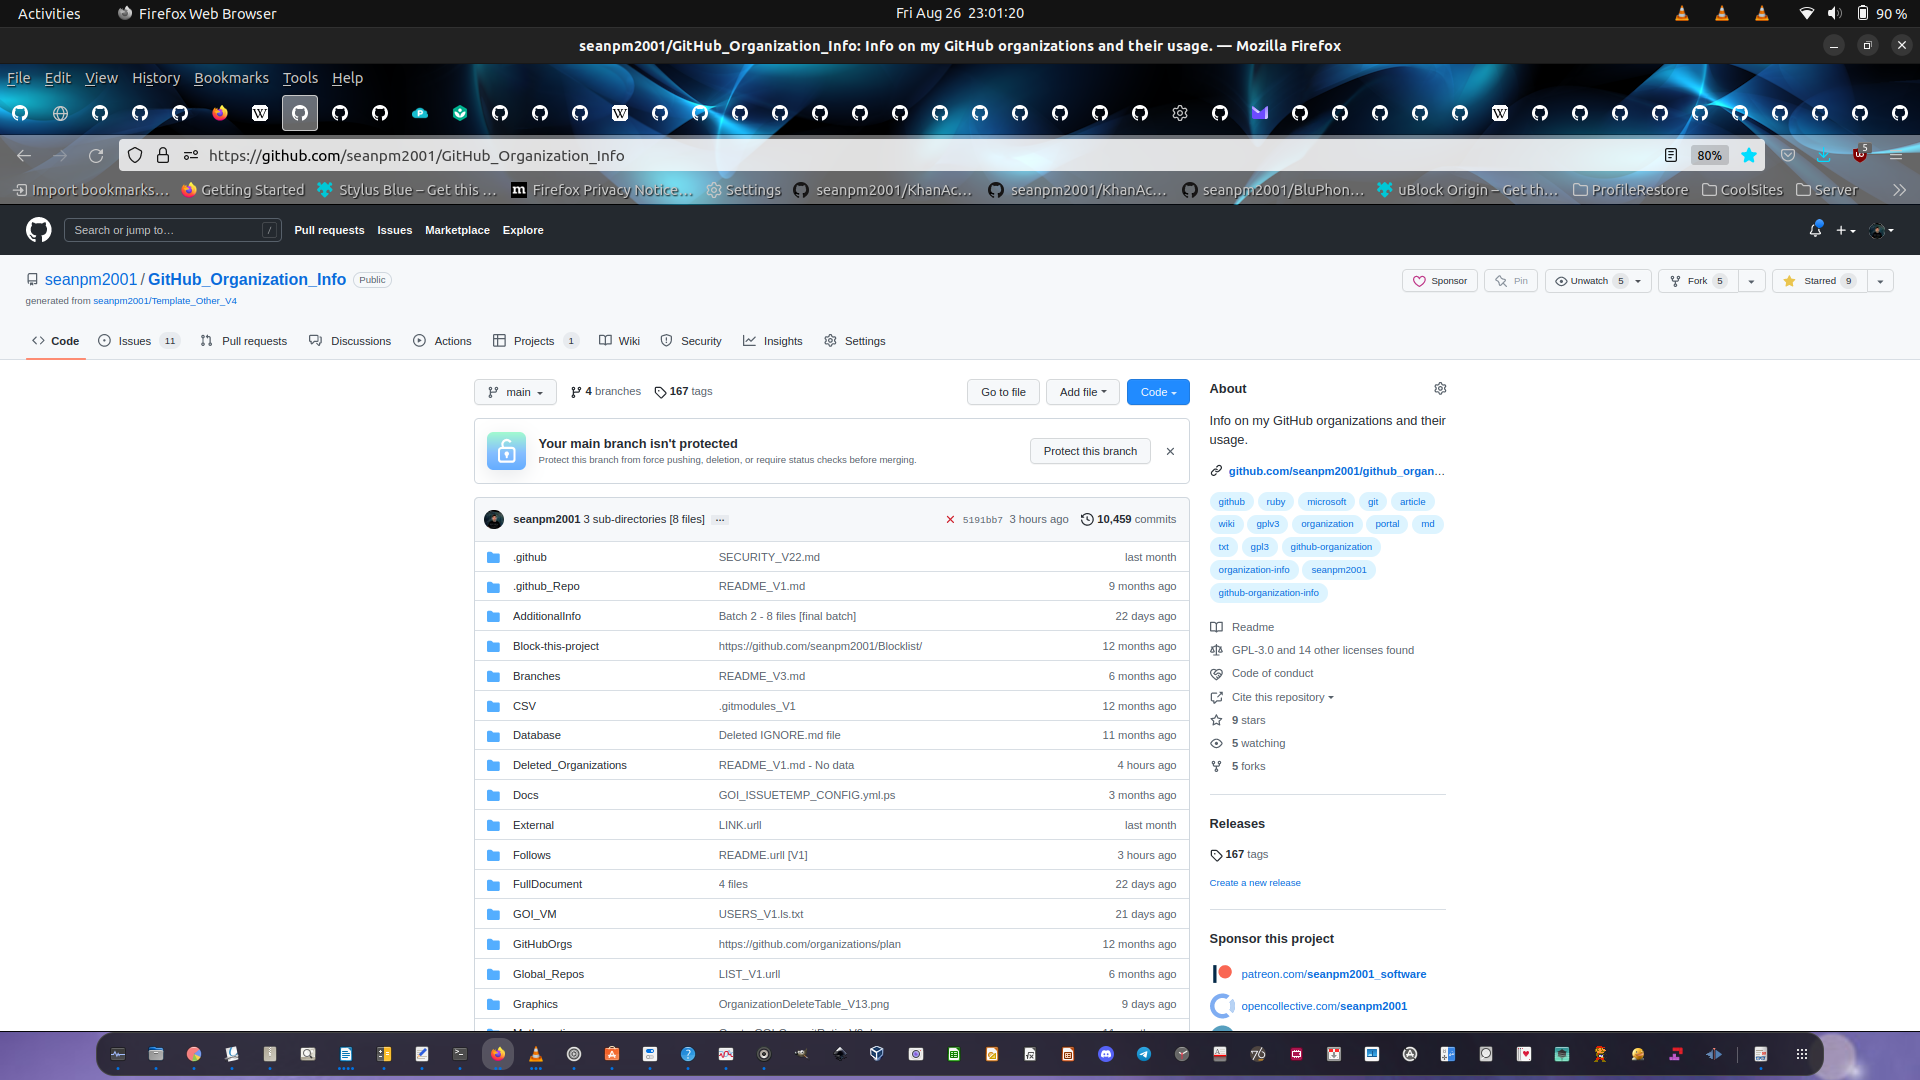 Activities
Firefox Web Browser
Fri Aug 26 23:01:20
90 %
seanpm2001/GitHub_Organization_Info: Info on my GitHub organizations and their usage. — Mozilla Firefox
File Edit View History Bookmarks Tools Help
https://github.com/seanpm2001/GitHub_Organization_Info
80%
5
Import bookmarks…
Getting Started
Stylus Blue – Get this …
Firefox Privacy Notice…
Settings
seanpm2001/KhanAc…
seanpm2001/KhanAc…
seanpm2001/BluPhon…
uBlock Origin – Get th…
ProfileRestore
CoolSites
Server
Search or jump to…
/
Pull requests Issues Marketplace Explore
seanpm2001 / GitHub_Organization_Info Public
generated from seanpm2001/Template_Other_V4
Sponsor
Pin
Unwatch 5
Fork 5
Starred 9
Code
Issues 11
Pull requests
Discussions
Actions
Projects 1
Wiki
Security
Insights
Settings
main
4 branches
167 tags
Go to file
Add file
Code
Your main branch isn't protected
Protect this branch from force pushing, deletion, or require status checks before merging.
Protect this branch
seanpm2001 3 sub-directories [8 files] …
5191bb7 3 hours ago
10,459 commits
.github SECURITY_V22.md last month
.github_Repo README_V1.md 9 months ago
AdditionalInfo Batch 2 - 8 files [final batch] 22 days ago
Block-this-project https://github.com/seanpm2001/Blocklist/ 12 months ago
Branches README_V3.md 6 months ago
CSV .gitmodules_V1 12 months ago
Database Deleted IGNORE.md file 11 months ago
Deleted_Organizations README_V1.md - No data 4 hours ago
Docs GOI_ISSUETEMP_CONFIG.yml.ps 3 months ago
External LINK.urll last month
Follows README.urll [V1] 3 hours ago
FullDocument 4 files 22 days ago
GOI_VM USERS_V1.ls.txt 21 days ago
GitHubOrgs https://github.com/organizations/plan 12 months ago
Global_Repos LIST_V1.urll 6 months ago
Graphics OrganizationDeleteTable_V13.png 9 days ago
About
Info on my GitHub organizations and their
usage.
github.com/seanpm2001/github_organ…
github ruby microsoft git article
wiki gplv3 organization portal md
txt gpl3 github-organization
organization-info seanpm2001
github-organization-info
Readme
GPL-3.0 and 14 other licenses found
Code of conduct
Cite this repository
9 stars
5 watching
5 forks
Releases
167 tags
Create a new release
Sponsor this project
patreon.com/seanpm2001_software
opencollective.com/seanpm2001